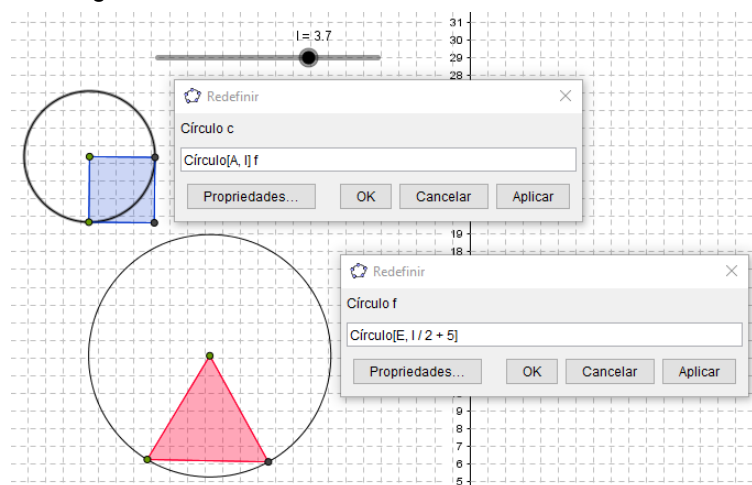 l = 3.7
31
30
29
28
Redefinir
Círculo c
Círculo[A, l] f
Propriedades...
OK
Cancelar
Aplicar
19
18
Redefinir
Círculo f
Círculo[E, l / 2 + 5]
Propriedades...
OK
Cancelar
Aplicar
9
8
7
6
5